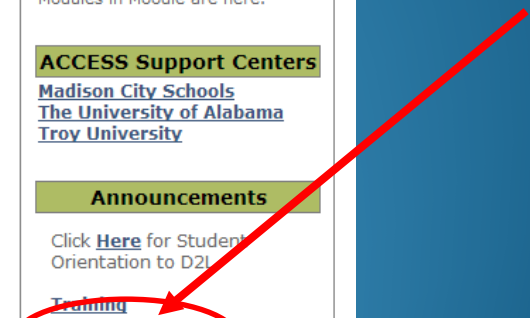 Modules in Moodle are here.
ACCESS Support Centers
Madison City Schools
The University of Alabama
Troy University
Announcements
Click Here for Student
Orientation to D2L
Training